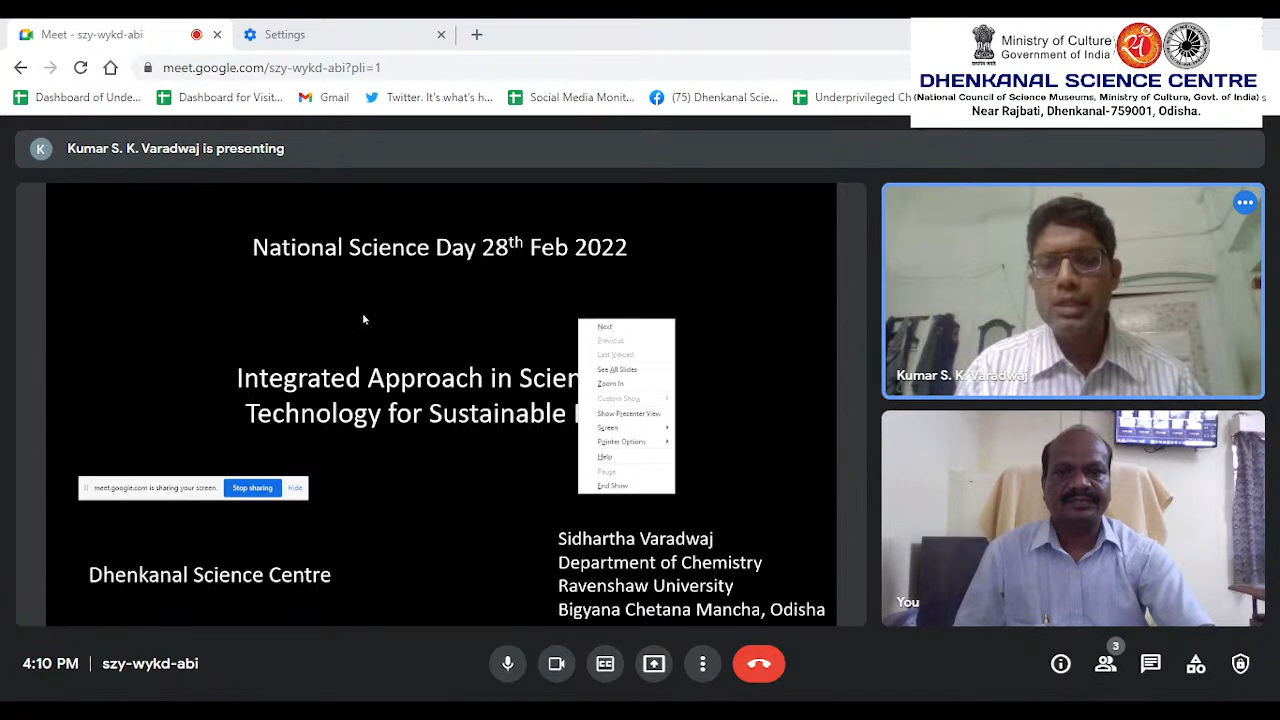 Meet - szy-wykd-abi
Settings
meet.google.com/szy-wykd-abi?pli=1
Dashboard of Unde...
Dashboard for Visit...
Gmail
Twitter. It's what's h...
Social Media Monit...
(75) Dhenkanal Scie...
Underprivileged Ch
Ministry of Culture
Government of India
DHENKANAL SCIENCE CENTRE
(National Council of Science Museums, Ministry of Culture, Govt. of India)
Near Rajbati, Dhenkanal-759001, Odisha.
K
Kumar S. K. Varadwaj is presenting
National Science Day 28th Feb 2022
Integrated Approach in Scien
Technology for Sustainable
Next
Previous
Last Viewed
See All Slides
Zoom In
Custom Show
Show Presenter View
Screen
Pointer Options
Help
Pause
End Show
meet.google.com is sharing your screen.
Stop sharing
Hide
Dhenkanal Science Centre
Sidhartha Varadwaj
Department of Chemistry
Ravenshaw University
Bigyana Chetana Mancha, Odisha
Kumar S. K. Varadwaj
You
4:10 PM
szy-wykd-abi
3